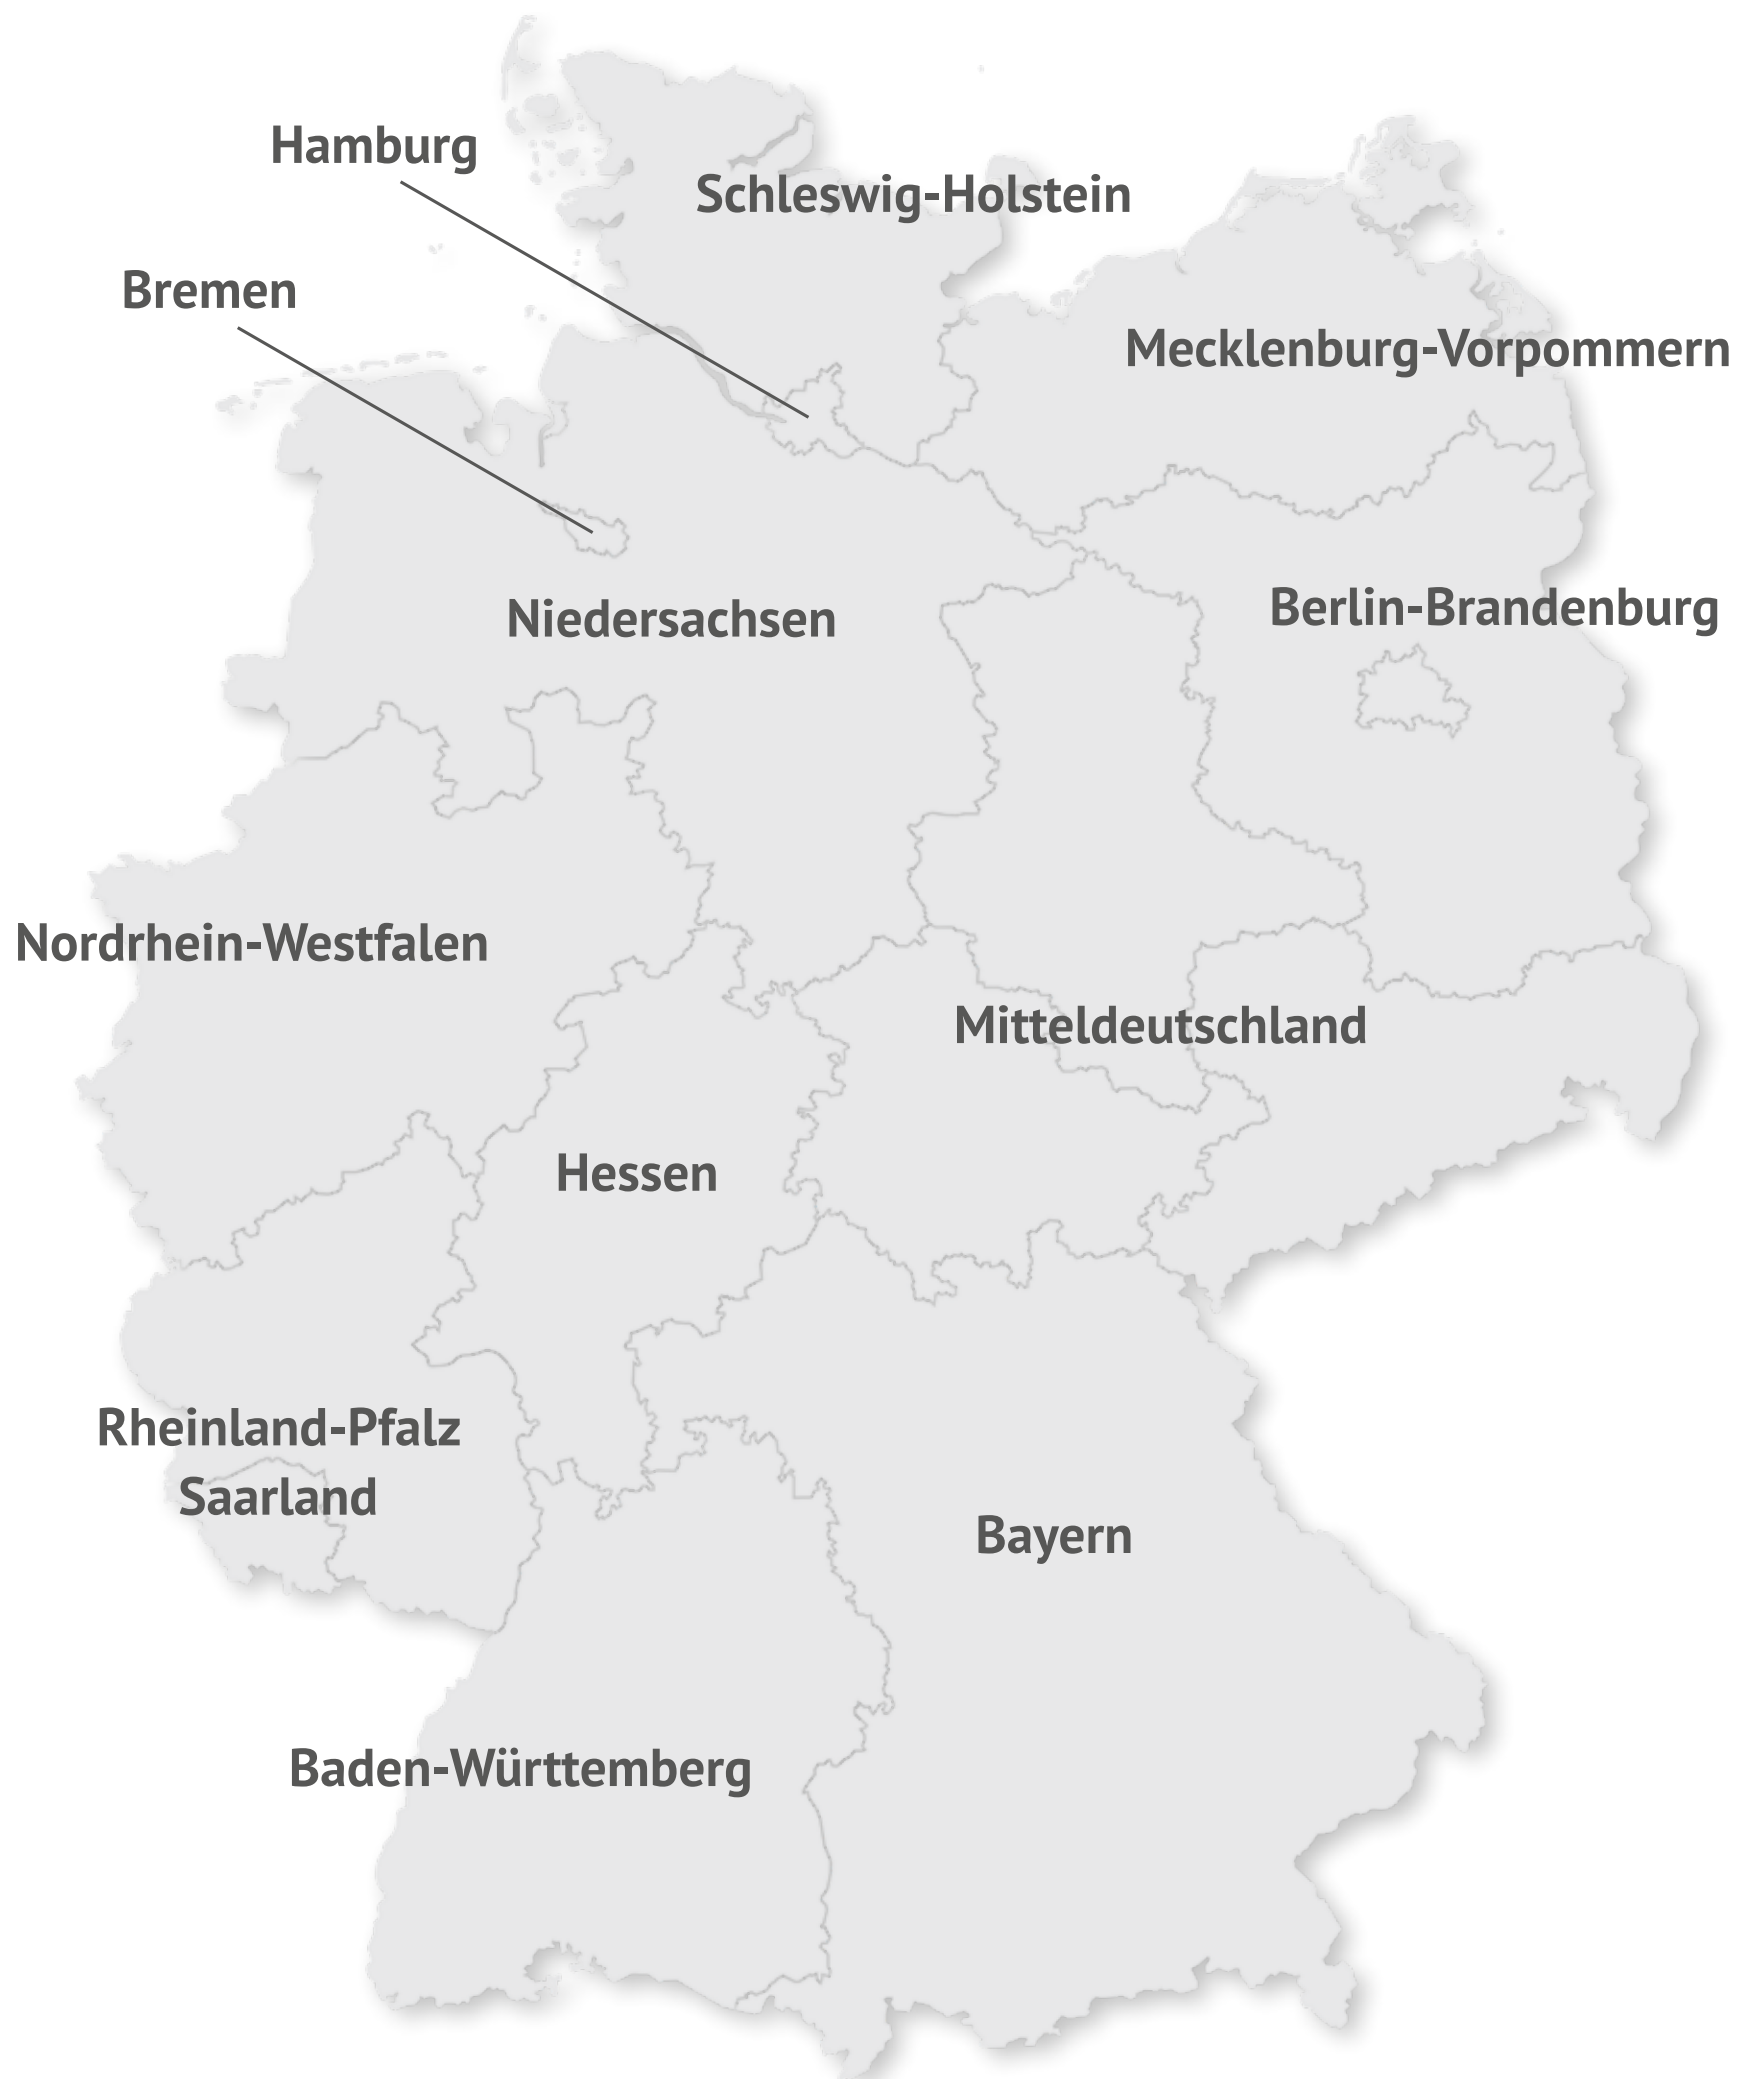 Hamburg
Schleswig-Holstein
Bremen
Mecklenburg-Vorpommern
Berlin-Brandenburg
Niedersachsen
Nordrhein-Westfalen
Mitteldeutschland
Hessen
Rheinland-Pfalz
Saarland
Bayern
Baden-Württemberg